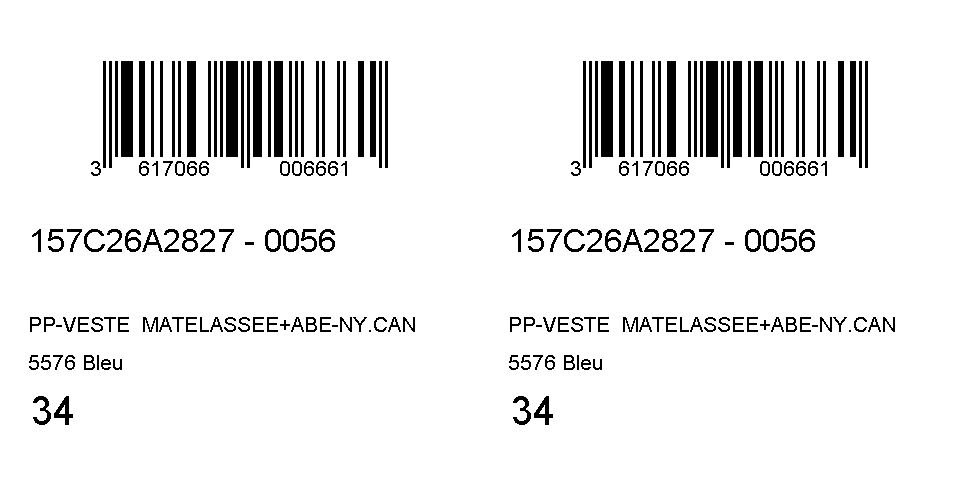 3 617066 006661
157C26A2827 - 0056
PP-VESTE  MATELASSEE+ABE-NY.CAN
5576 Bleu
34
3 617066 006661
157C26A2827 - 0056
PP-VESTE  MATELASSEE+ABE-NY.CAN
5576 Bleu
34